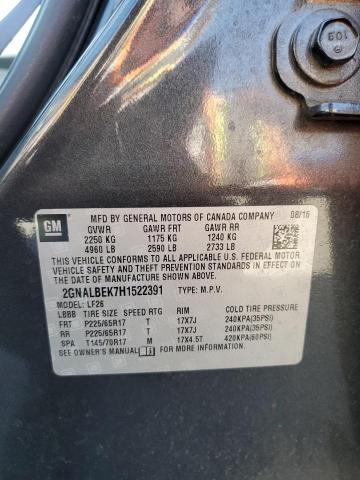 103
GM
MFD BY GENERAL MOTORS OF CANADA COMPANY 08/16
GVWR GAWR FRT GAWR RR
2250 KG 1175 KG 1240 KG
4960 LB 2590 LB 2733 LB
THIS VEHICLE CONFORMS TO ALL APPLICABLE U.S. FEDERAL MOTOR
VEHICLE SAFETY AND THEFT PREVENTION STANDARDS IN EFFECT ON THE
DATE OF MANUFACTURE SHOWN ABOVE.
2GNALBEK7H1522391 TYPE: M.P.V.
LF26
LBBB TIRE SIZE SPEED RTG RIM COLD TIRE PRESSURE
FRT P225/65R17 T 17X7J 240KPA(35PSI)
RR P225/65R17 T 17X7J 240KPA(35PSI)
SPA T145/70R17 M 17X4.5T 420KPA(60PSI)
SEE OWNER'S MANUAL FOR MORE INFORMATION.